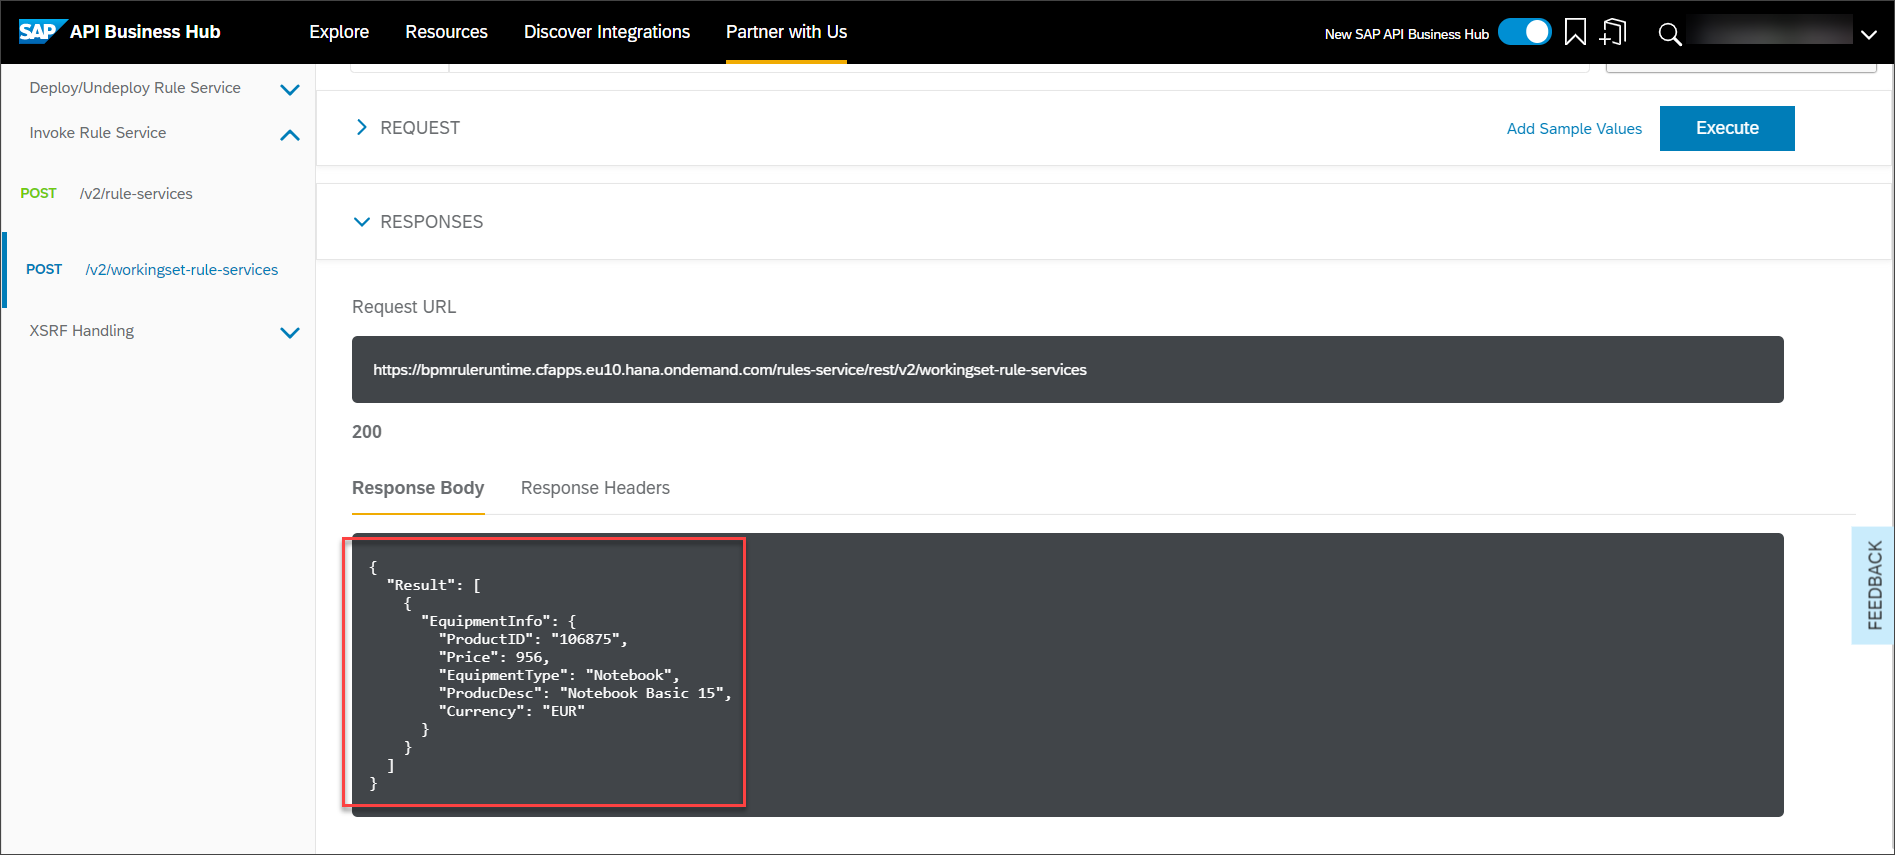 SAP API Business Hub Explore Resources Discover Integrations Partner with Us New SAP API Business Hub
Deploy/Undeploy Rule Service
Invoke Rule Service
POST /v2/rule-services
POST /v2/workingset-rule-services
XSRF Handling
REQUEST Add Sample Values Execute
RESPONSES
Request URL
https://bpmruleruntime.cfapps.eu10.hana.ondemand.com/rules-service/rest/v2/workingset-rule-services
200
Response Body Response Headers
{
"Result": [
{
"EquipmentInfo": {
"ProductID": "106875",
"Price": 956,
"EquipmentType": "Notebook",
"ProducDesc": "Notebook Basic 15",
"Currency": "EUR"
}
}
]
}
FEEDBACK